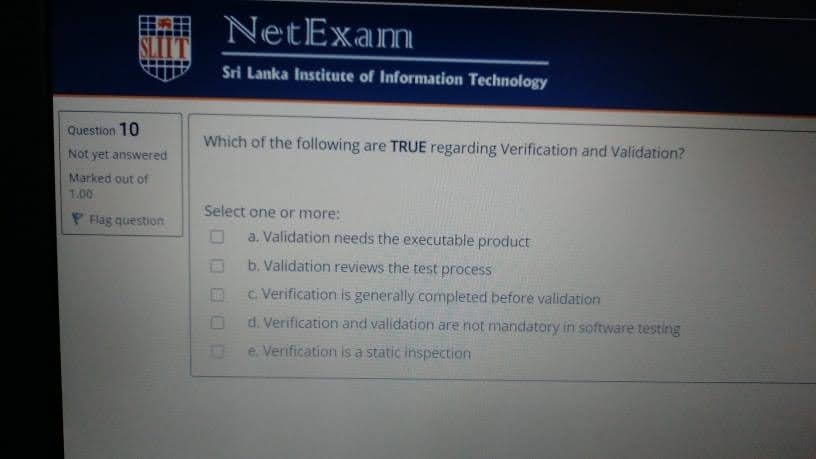 SLIIT
NetExam
Sri Lanka Institute of Information Technology
Question 10
Not yet answered
Marked out of
1.00
Flag question
Which of the following are TRUE regarding Verification and Validation?
Select one or more:
a. Validation needs the executable product
b. Validation reviews the test process
c. Verification is generally completed before validation
d. Verification and validation are not mandatory in software testing
e. Verification is a static inspection